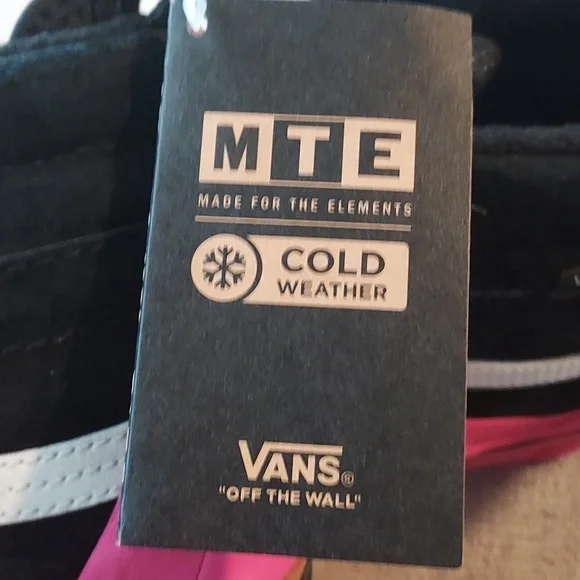 MTE
MADE FOR THE ELEMENTS
COLD
WEATHER
VANS®
"OFF THE WALL"